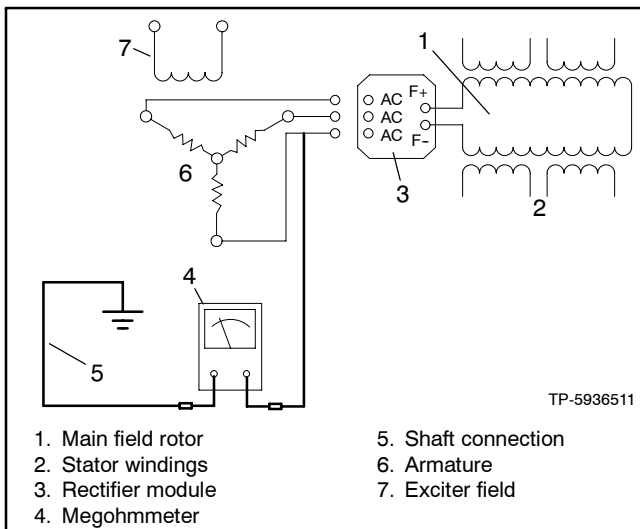 7
1
AC F+
AC
AC F-
6
3
2
4
5
TP-5936511
1. Main field rotor
2. Stator windings
3. Rectifier module
4. Megohmmeter
5. Shaft connection
6. Armature
7. Exciter field